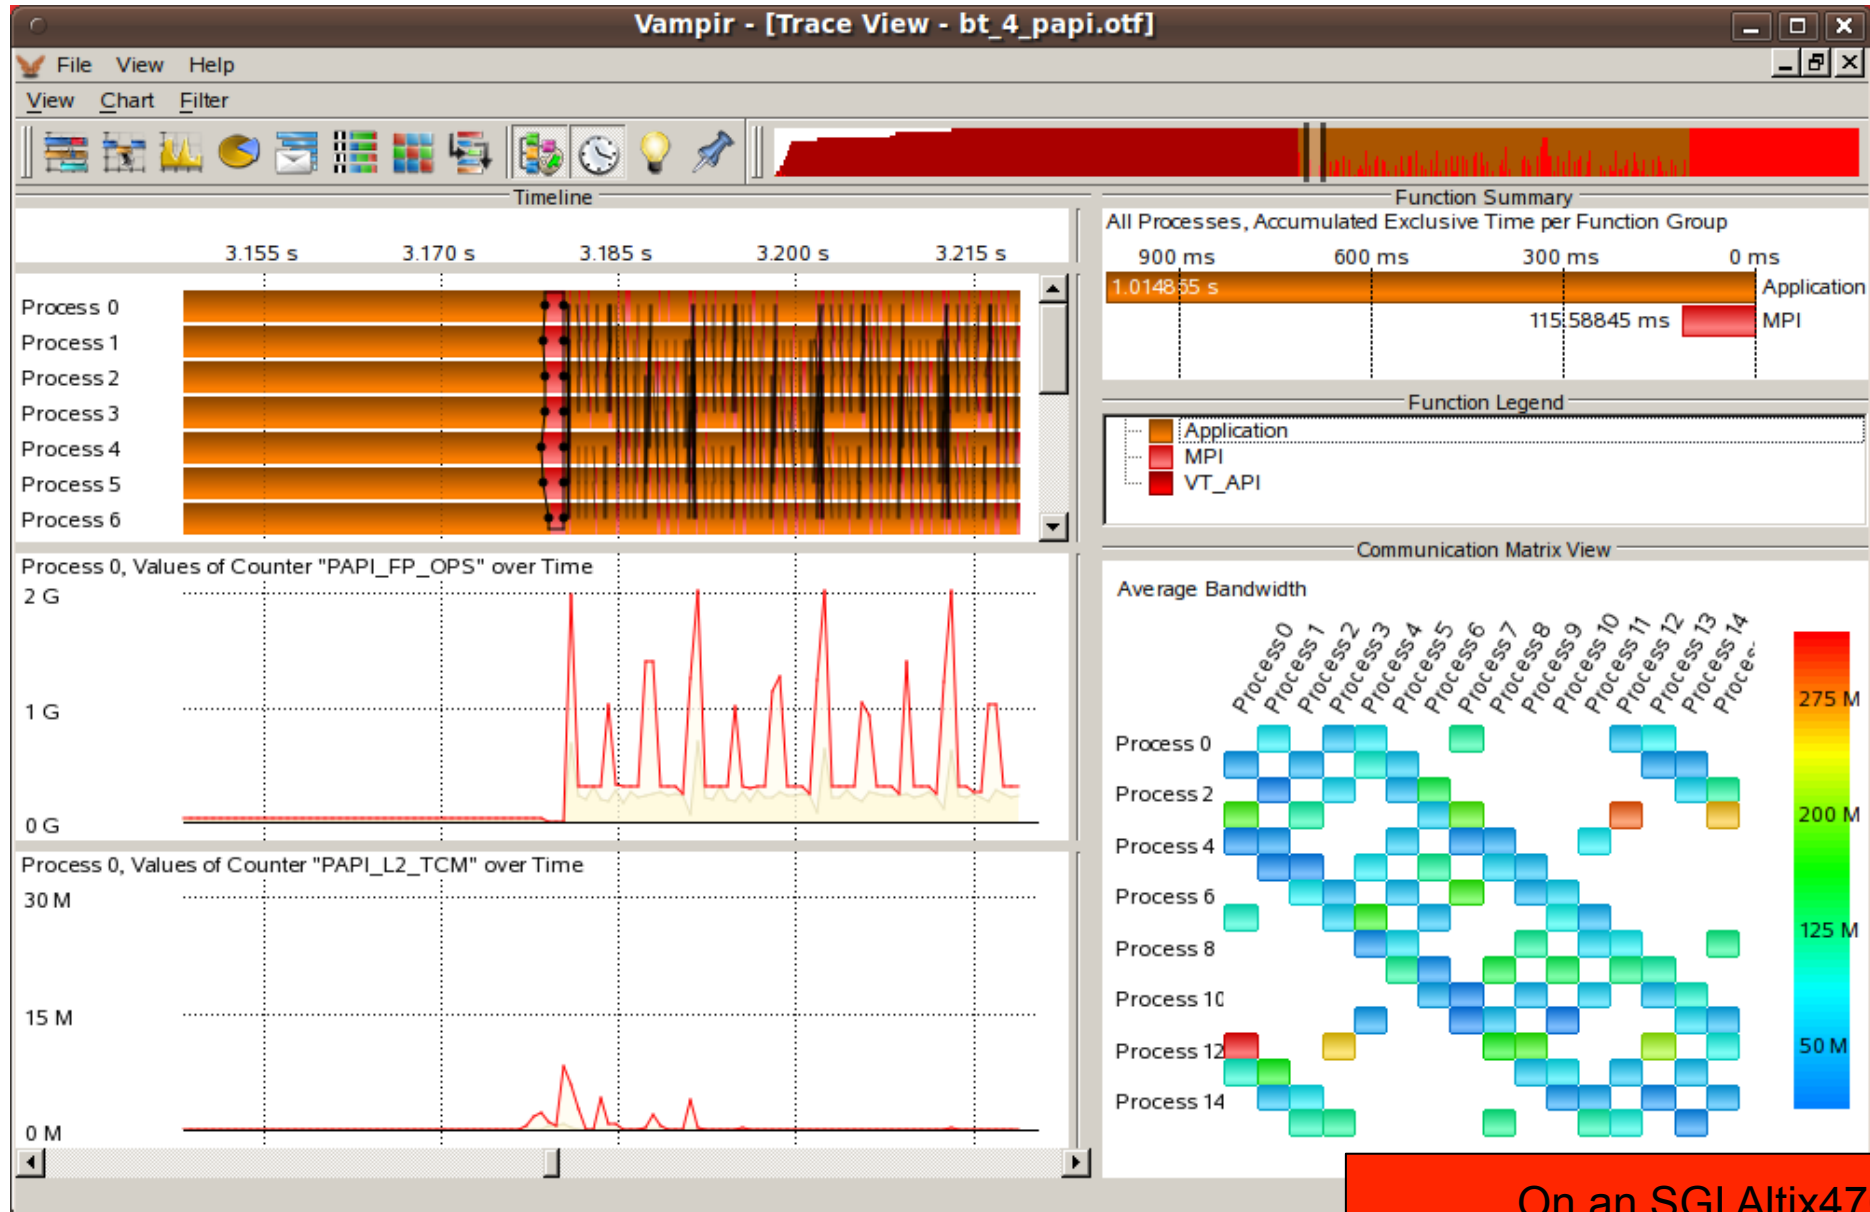 Vampir - [Trace View - bt_4_papi.otf]
File View Help
View Chart Filter
Timeline
3.155 s 3.170 s 3.185 s 3.200 s 3.215 s
Process 0
Process 1
Process 2
Process 3
Process 4
Process 5
Process 6
Process 0, Values of Counter "PAPI_FP_OPS" over Time
2 G
1 G
0 G
Process 0, Values of Counter "PAPI_L2_TCM" over Time
30 M
15 M
0 M
Function Summary
All Processes, Accumulated Exclusive Time per Function Group
900 ms 600 ms 300 ms 0 ms
1.014865 s Application
115.58845 ms MPI
Function Legend
Application
MPI
VT_API
Communication Matrix View
Average Bandwidth
Process 0
Process 1
Process 2
Process 3
Process 4
Process 5
Process 6
Process 7
Process 8
Process 9
Process 10
Process 11
Process 12
Process 13
Process 14
Process 0
Process 2
Process 4
Process 6
Process 8
Process 10
Process 12
Process 14
275 M
200 M
125 M
50 M
On an SGI Altix47